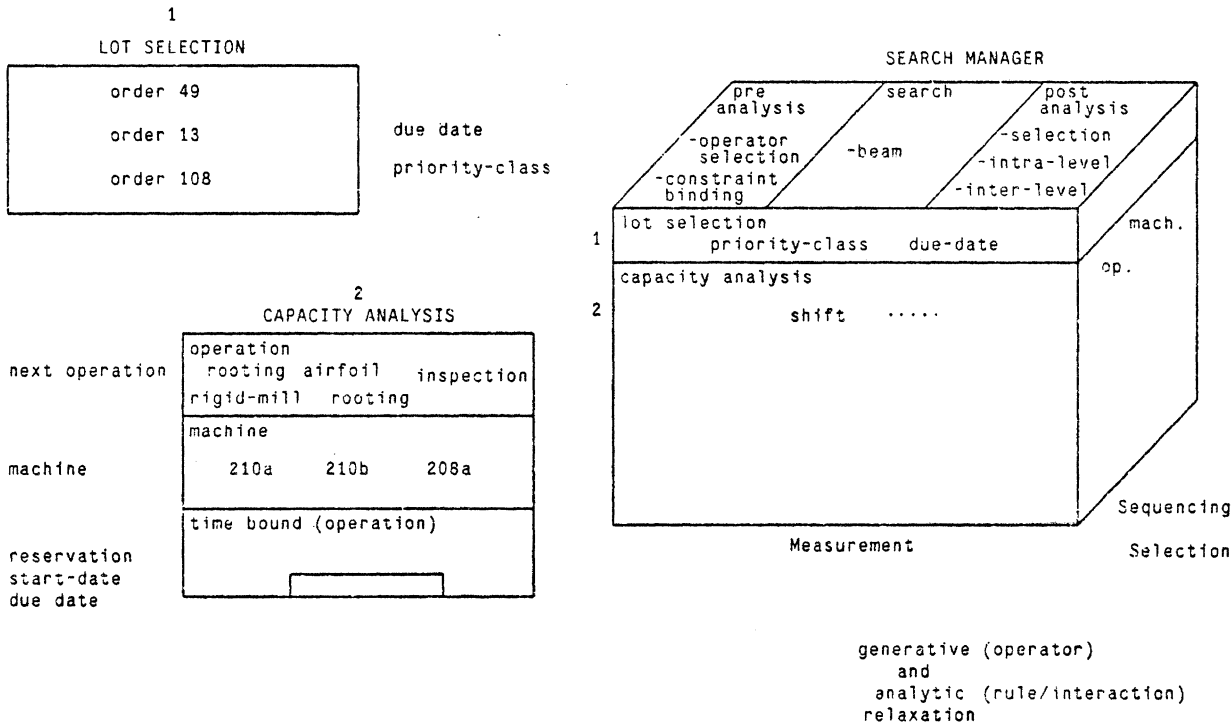 1
LOT SELECTION
order 49
order 13
order 108
due date
priority-class
2
CAPACITY ANALYSIS
next operation
operation
rooting airfoil inspection
rigid-mill rooting
machine
machine
210a 210b 208a
time bound (operation)
reservation
start-date
due date
SEARCH MANAGER
pre
analysis
-operator
selection
-constraint
binding
search
-beam
post
analysis
-selection
-intra-level
-inter-level
1
lot selection
priority-class due-date
2
capacity analysis
shift .....
mach.
op.
Measurement
Sequencing
Selection
generative (operator)
and
analytic (rule/interaction)
relaxation